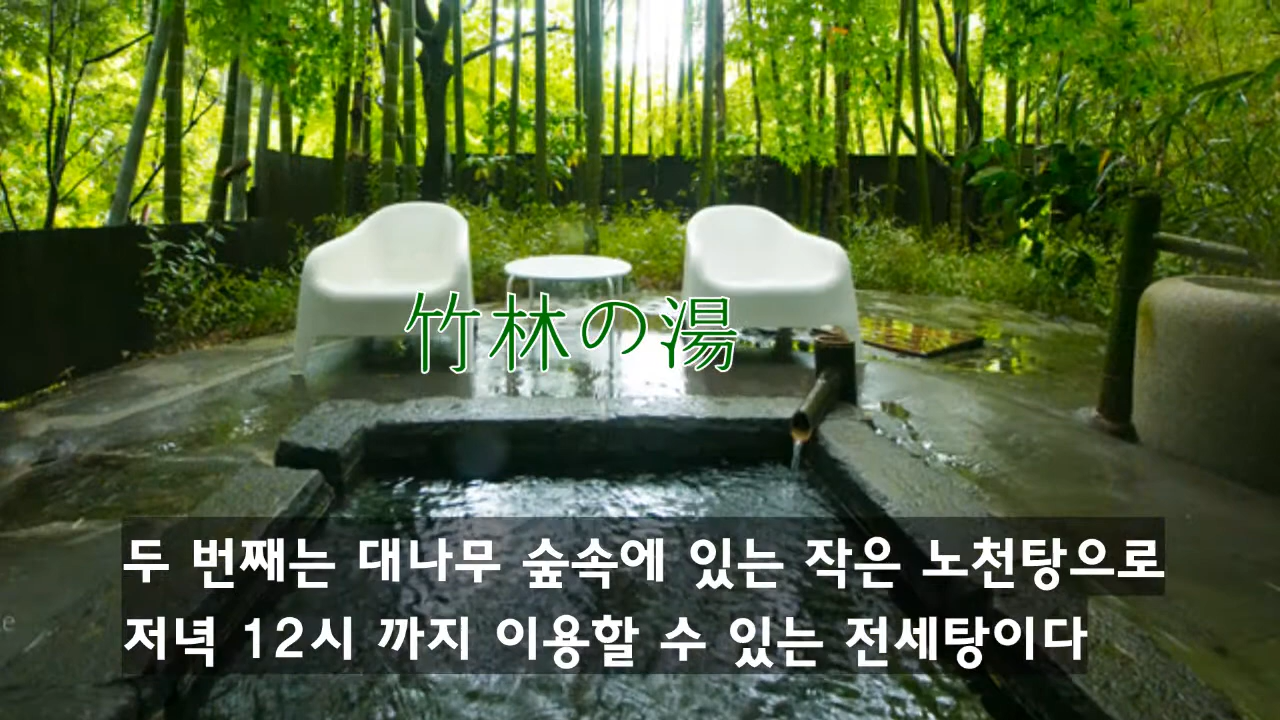 竹林の湯
두 번째는 대나무 숲속에 있는 작은 노천탕으로
저녁 12시 까지 이용할 수 있는 전세탕이다